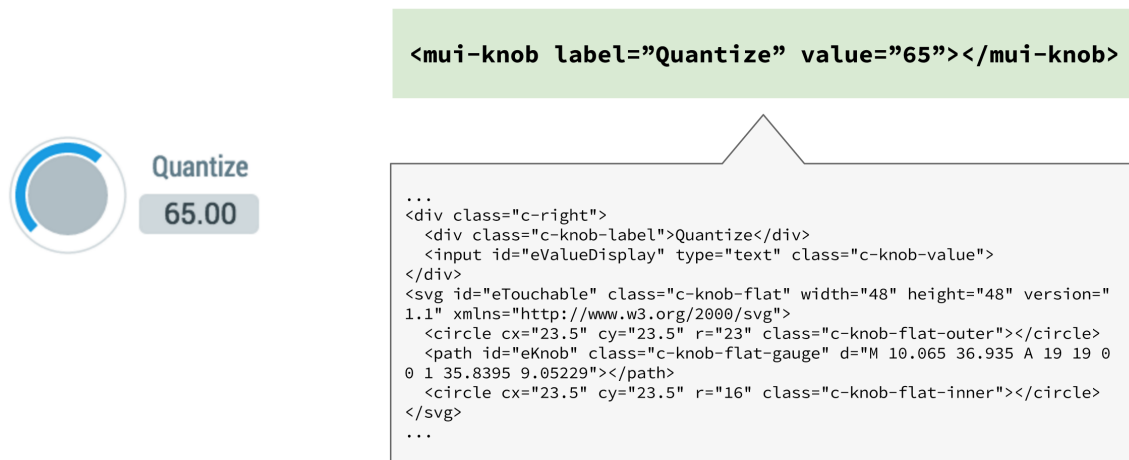 <mui-knob label=”Quantize” value=”65”></mui-knob>
Quantize
65.00
...
<div class="c-right">
  <div class="c-knob-label">Quantize</div>
  <input id="eValueDisplay" type="text" class="c-knob-value">
</div>
<svg id="eTouchable" class="c-knob-flat" width="48" height="48" version="
1.1" xmlns="http://www.w3.org/2000/svg">
  <circle cx="23.5" cy="23.5" r="23" class="c-knob-flat-outer"></circle>
  <path id="eKnob" class="c-knob-flat-gauge" d="M 10.065 36.935 A 19 19 0
0 1 35.8395 9.05229"></path>
  <circle cx="23.5" cy="23.5" r="16" class="c-knob-flat-inner"></circle>
</svg>
...